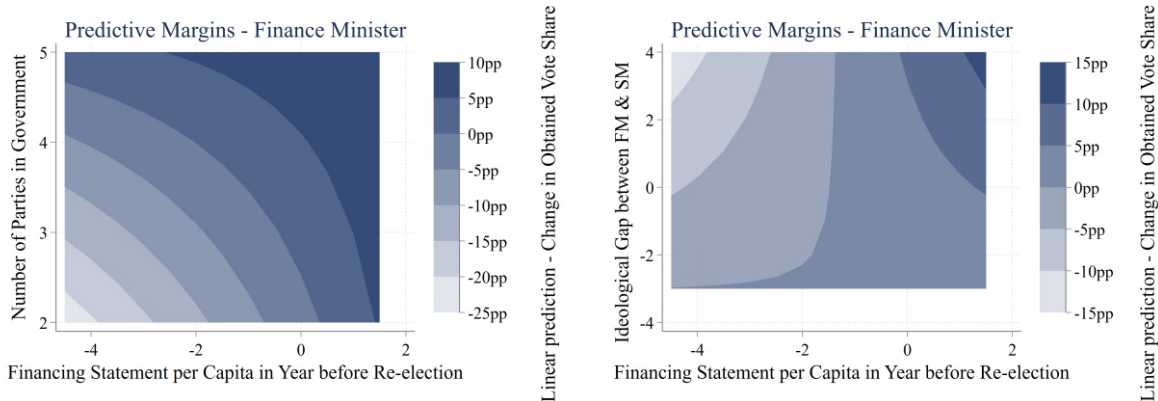 Predictive Margins - Finance Minister
Number of Parties in Government
5
4
3
2
-4
-2
0
2
Financing Statement per Capita in Year before Re-election
10pp
5pp
0pp
-5pp
-10pp
-15pp
-20pp
-25pp
Linear prediction - Change in Obtained Vote Share
Predictive Margins - Finance Minister
Ideological Gap between FM & SM
4
2
0
-2
-4
-4
-2
0
2
Financing Statement per Capita in Year before Re-election
15pp
10pp
5pp
0pp
-5pp
-10pp
-15pp
Linear prediction - Change in Obtained Vote Share